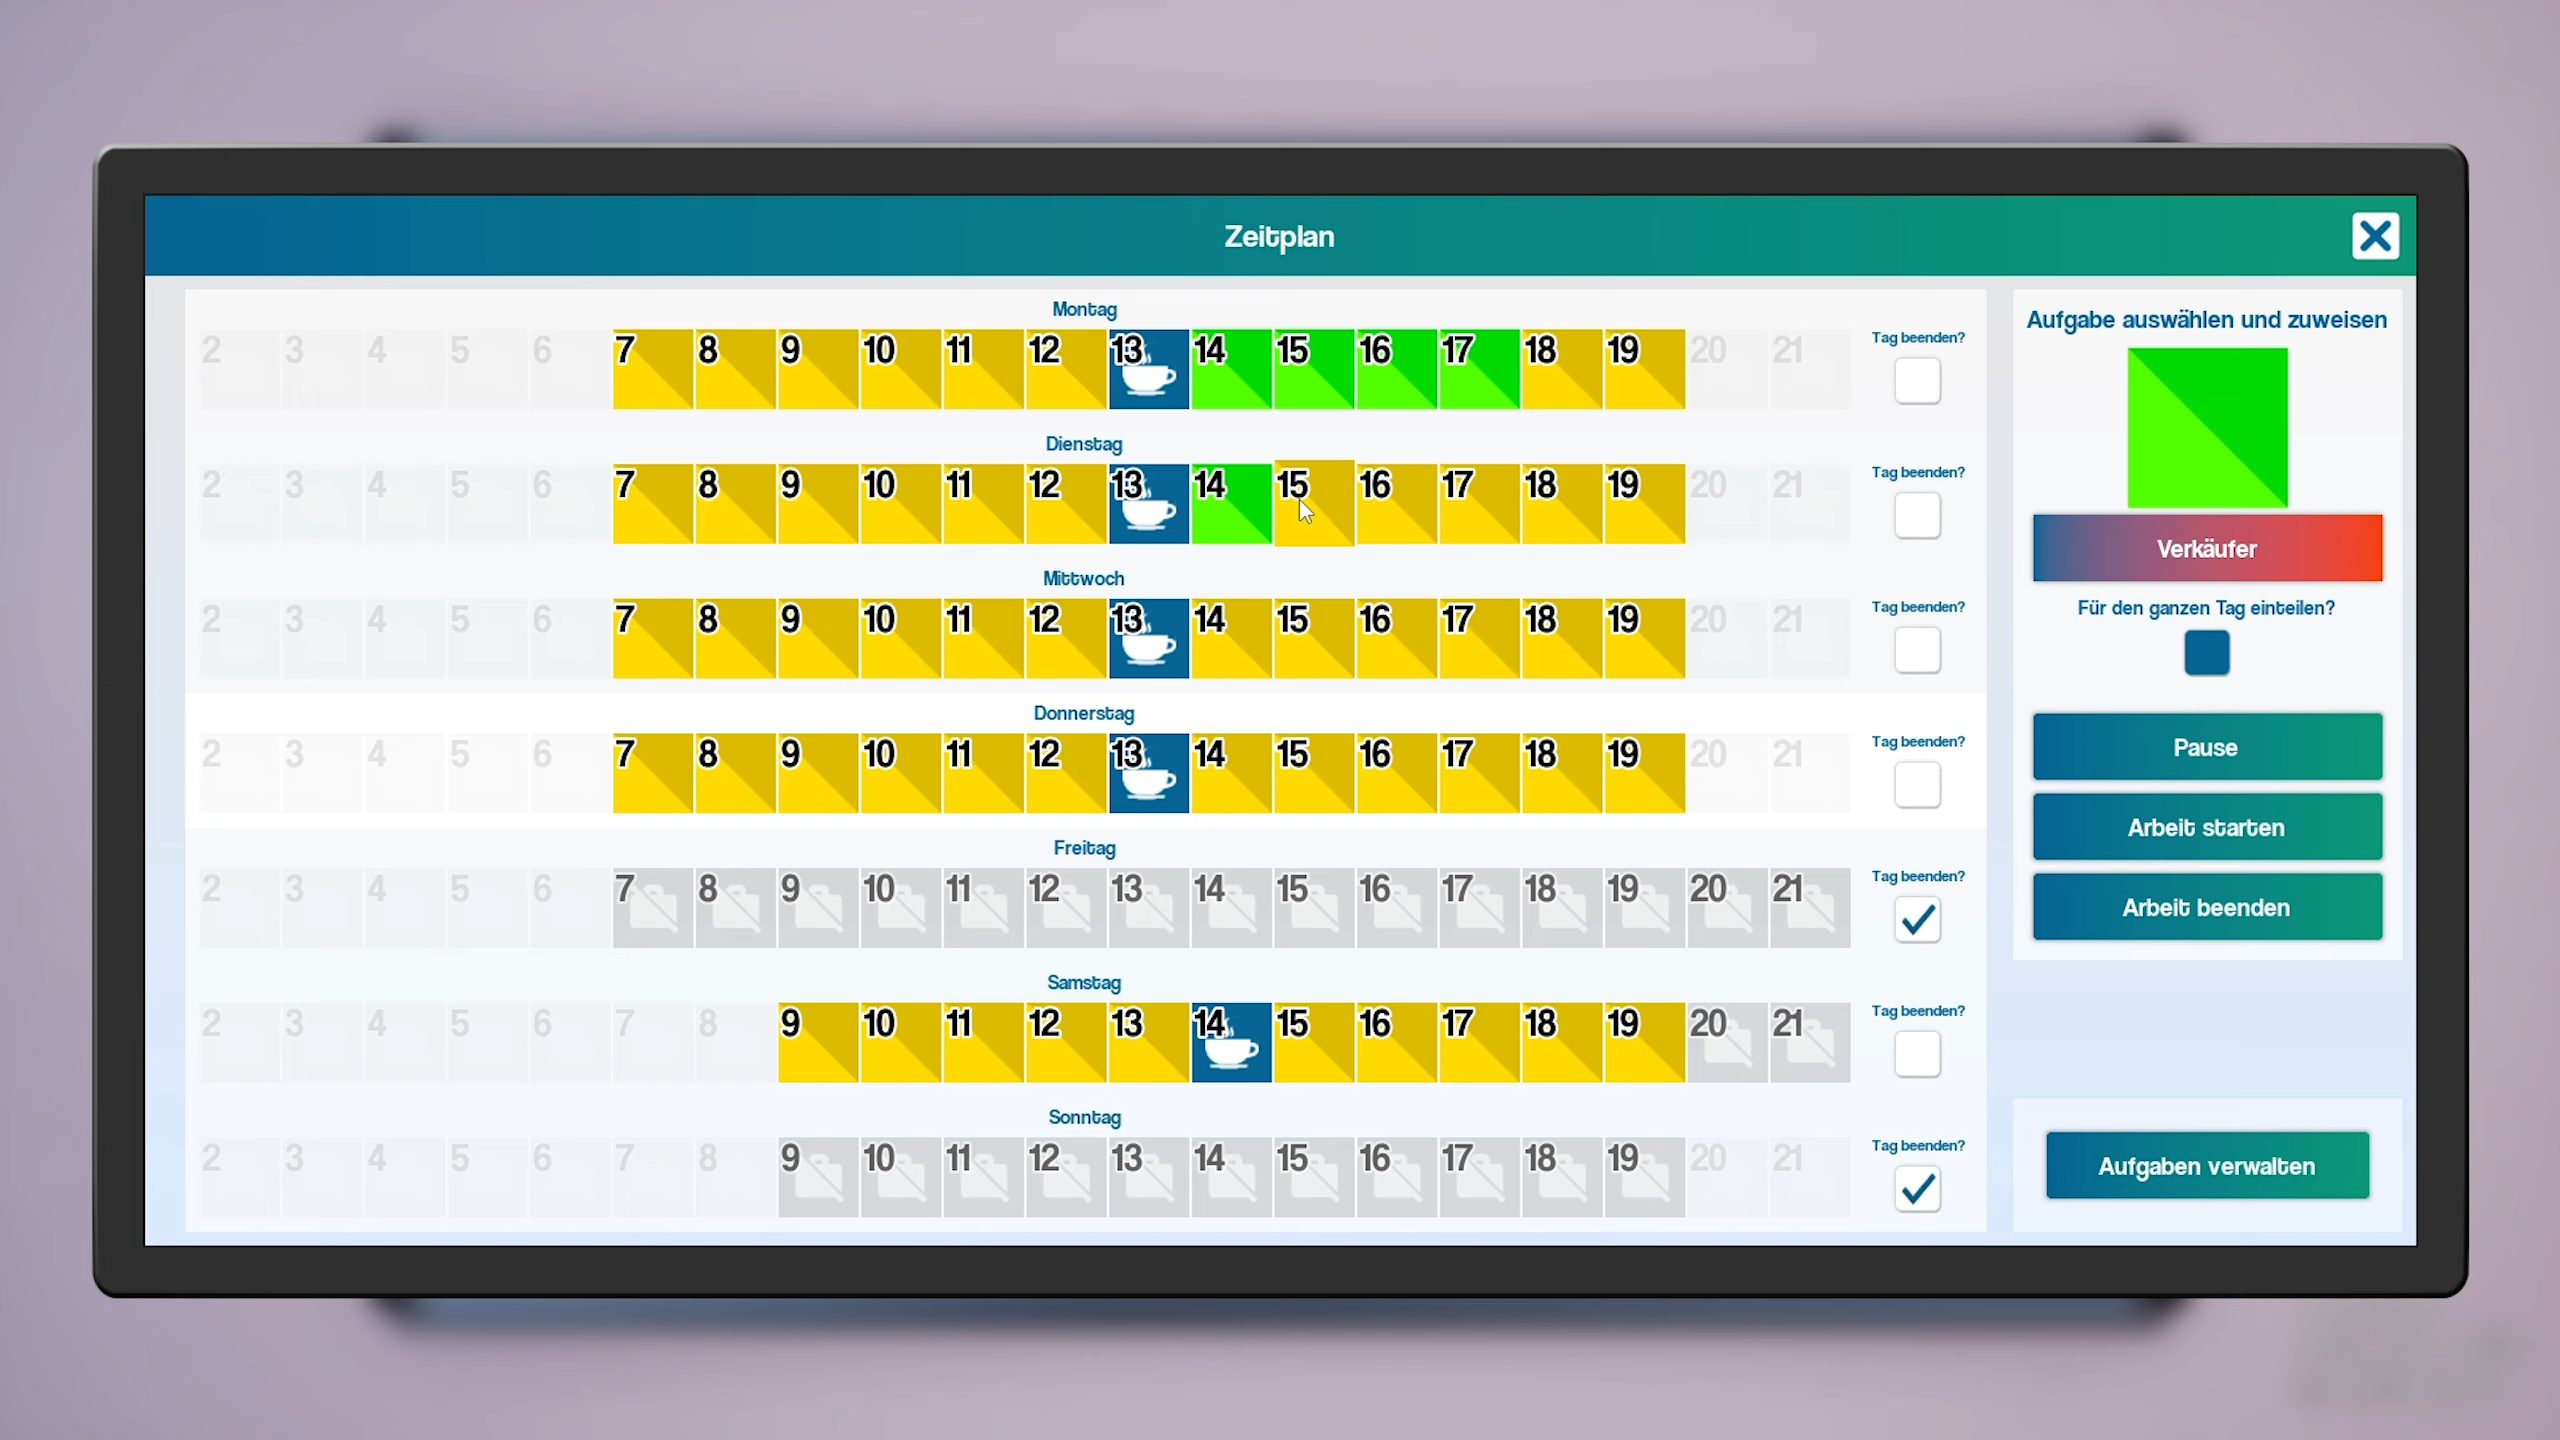 Zeitplan
Montag
2 3 4 5 6 7 8 9 10 11 12 13 14 15 16 17 18 19 20 21
Tag beenden?
Dienstag
2 3 4 5 6 7 8 9 10 11 12 13 14 15 16 17 18 19 20 21
Tag beenden?
Mittwoch
2 3 4 5 6 7 8 9 10 11 12 13 14 15 16 17 18 19 20 21
Tag beenden?
Donnerstag
2 3 4 5 6 7 8 9 10 11 12 13 14 15 16 17 18 19 20 21
Tag beenden?
Freitag
2 3 4 5 6 7 8 9 10 11 12 13 14 15 16 17 18 19 20 21
Tag beenden?
Samstag
2 3 4 5 6 7 8 9 10 11 12 13 14 15 16 17 18 19 20 21
Tag beenden?
Sonntag
2 3 4 5 6 7 8 9 10 11 12 13 14 15 16 17 18 19 20 21
Tag beenden?
Aufgabe auswählen und zuweisen
Verkäufer
Für den ganzen Tag einteilen?
Pause
Arbeit starten
Arbeit beenden
Aufgaben verwalten